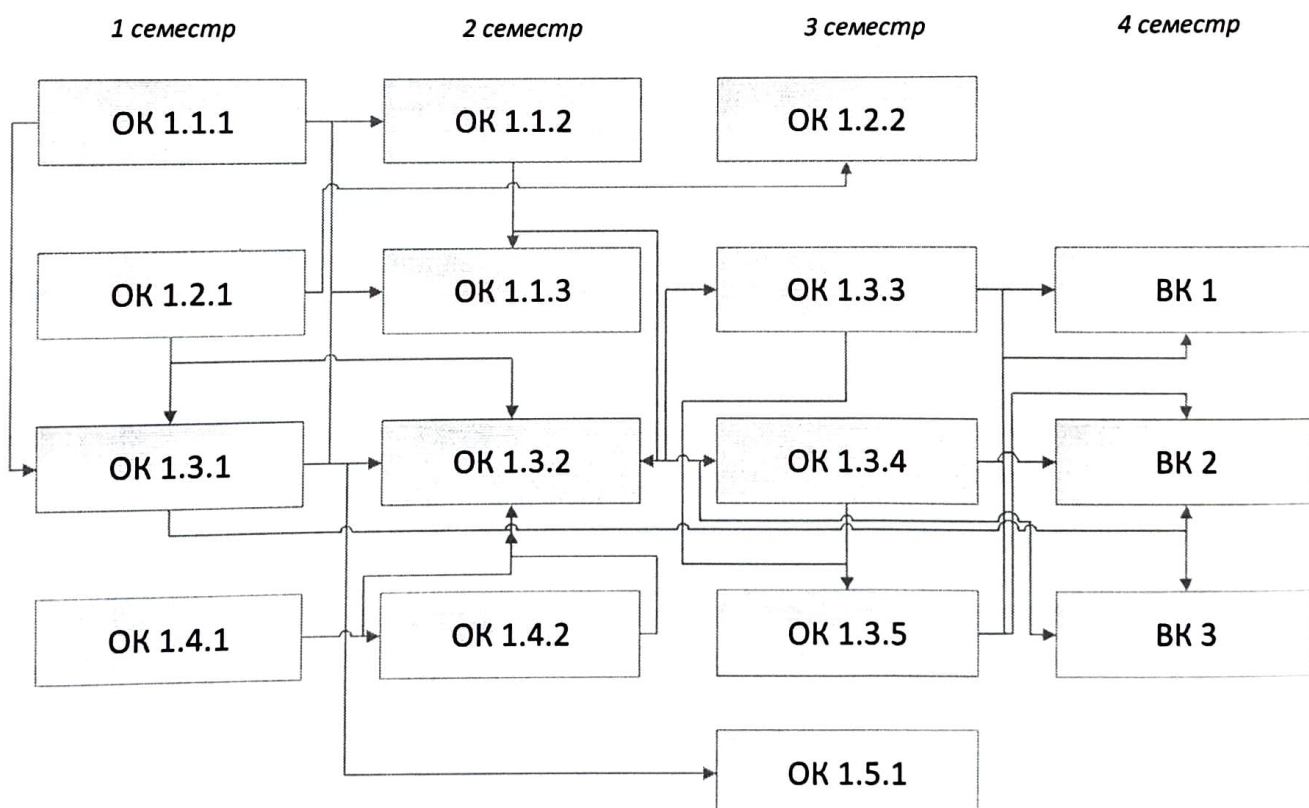 1 семестр 2 семестр 3 семестр 4 семестр
ОК 1.1.1 ОК 1.1.2 ОК 1.2.2
ОК 1.2.1 ОК 1.1.3 ОК 1.3.3 ВК 1
ОК 1.3.1 ОК 1.3.2 ОК 1.3.4 ВК 2
ОК 1.4.1 ОК 1.4.2 ОК 1.3.5 ВК 3
ОК 1.5.1